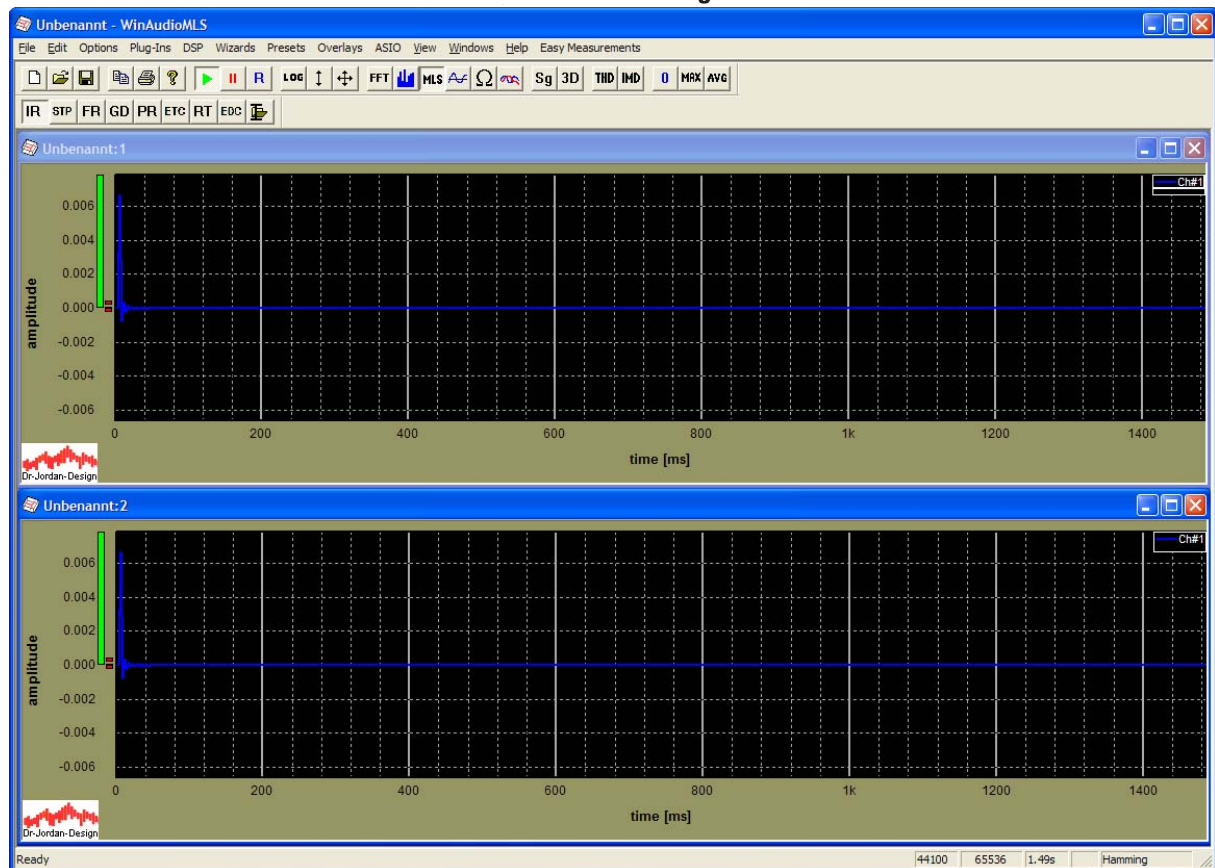 Unbenannt - WinAudioMLS
File Edit Options Plug-Ins DSP Wizards Presets Overlays ASIO View Windows Help Easy Measurements
R LOG FFT MLS Ω Sg 3D THD IMD 0 MAX AVG
IR STP FR GD PR ETC RT EDC
Unbenannt:1
Ch#1
0.006
0.004
0.002
0.000
-0.002
-0.004
-0.006
amplitude
0 200 400 600 800 1k 1200 1400
time [ms]
Dr-Jordan-Design
Unbenannt:2
Ch#1
0.006
0.004
0.002
0.000
-0.002
-0.004
-0.006
amplitude
0 200 400 600 800 1k 1200 1400
time [ms]
Dr-Jordan-Design
Ready 44100 65536 1.49s Hamming